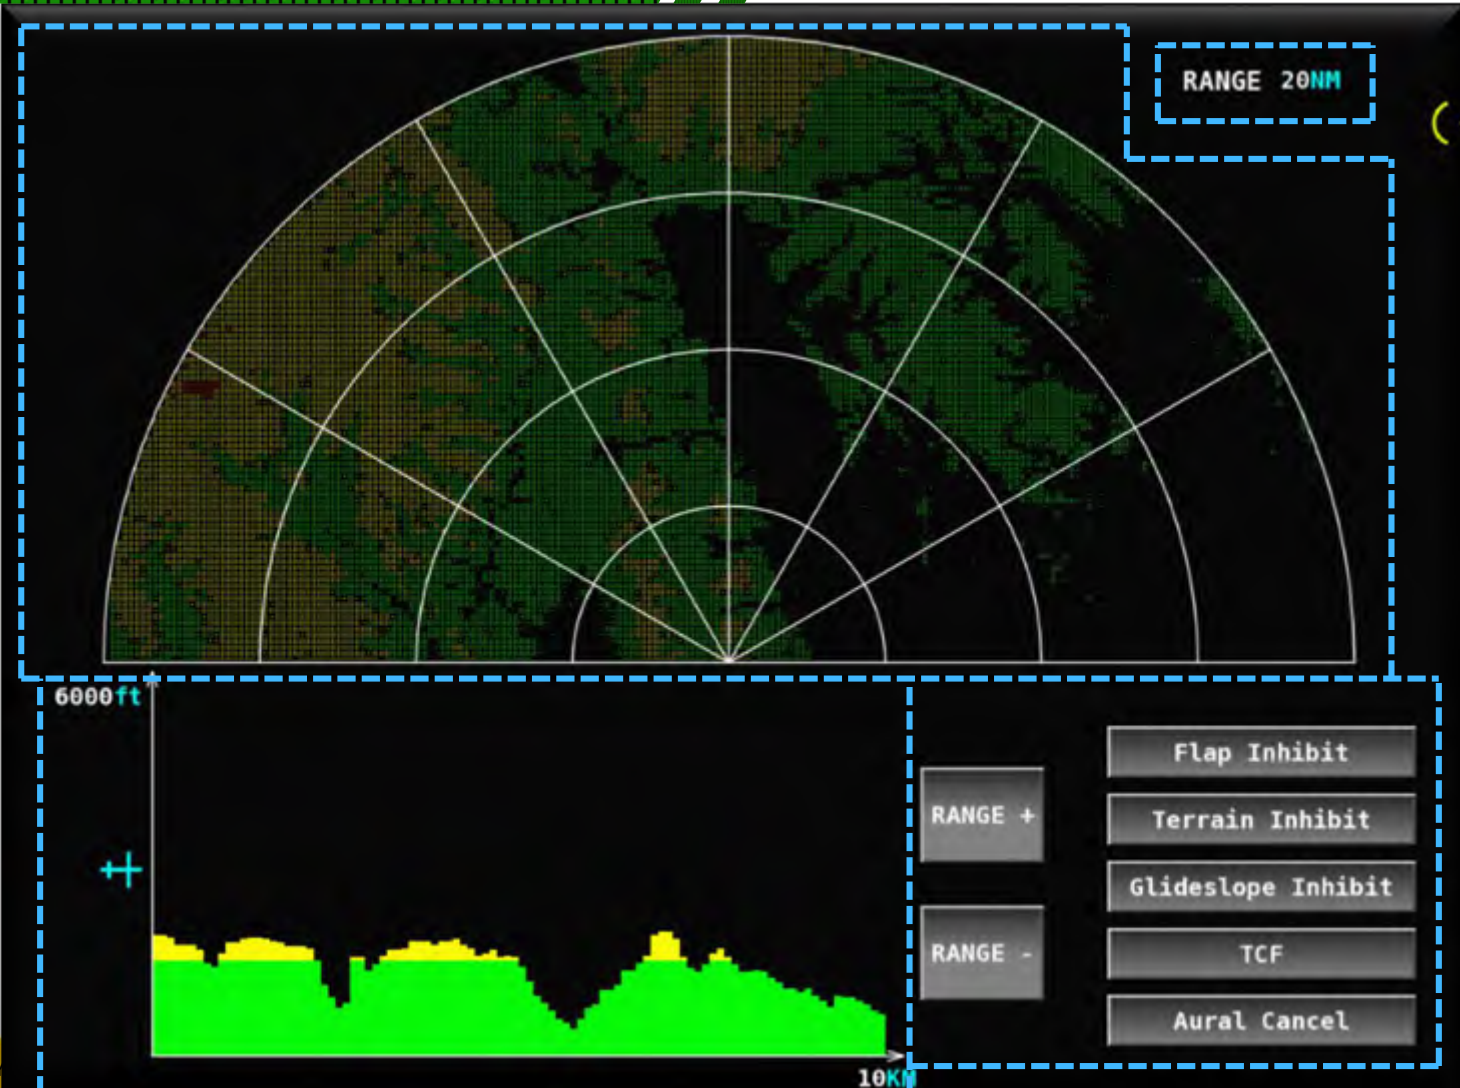 RANGE 20NM
6000ft
RANGE +
RANGE -
Flap Inhibit
Terrain Inhibit
Glideslope Inhibit
TCF
Aural Cancel
10KM